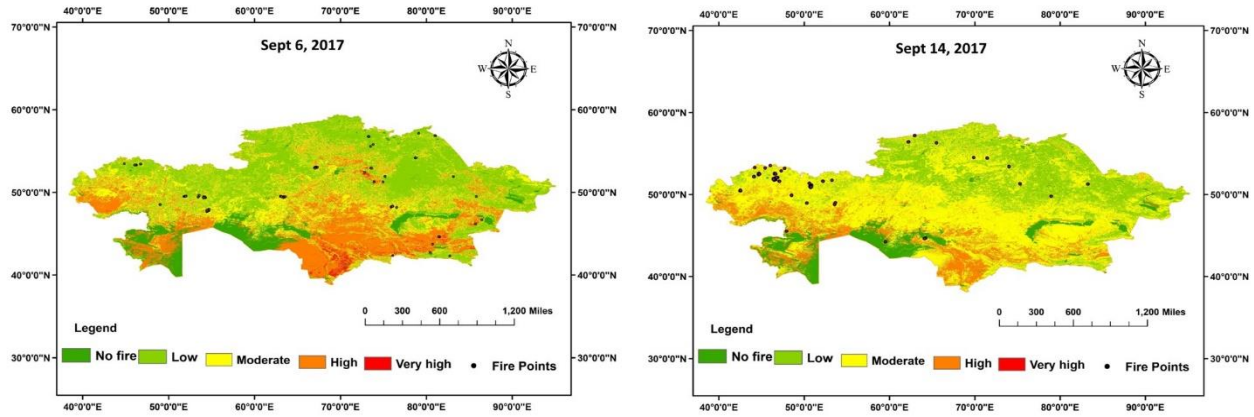 40°0'0"E 50°0'0"E 60°0'0"E 70°0'0"E 80°0'0"E 90°0'0"E
70°0'0"N 70°0'0"N
Sept 6, 2017
N
W E
S
60°0'0"N 60°0'0"N
50°0'0"N 50°0'0"N
40°0'0"N 40°0'0"N
0 300 600 1,200 Miles
Legend
30°0'0"N 30°0'0"N
No fire Low Moderate High Very high Fire Points
40°0'0"E 50°0'0"E 60°0'0"E 70°0'0"E 80°0'0"E 90°0'0"E
40°0'0"E 50°0'0"E 60°0'0"E 70°0'0"E 80°0'0"E 90°0'0"E
70°0'0"N 70°0'0"N
Sept 14, 2017
N
W E
S
60°0'0"N 60°0'0"N
50°0'0"N 50°0'0"N
40°0'0"N 40°0'0"N
0 300 600 1,200 Miles
Legend
30°0'0"N 30°0'0"N
No fire Low Moderate High Very high Fire Points
40°0'0"E 50°0'0"E 60°0'0"E 70°0'0"E 80°0'0"E 90°0'0"E